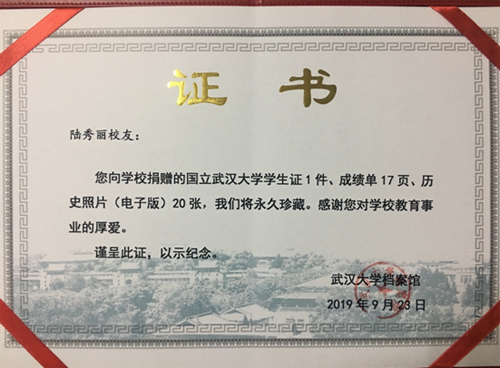 证书
陆秀丽校友：
您向学校捐赠的国立武汉大学学生证1件、成绩单17页、历
史照片（电子版）20张，我们将永久珍藏。感谢您对学校教育事
业的厚爱。
谨呈此证，以示纪念。
武汉大学档案馆
2019年9月23日